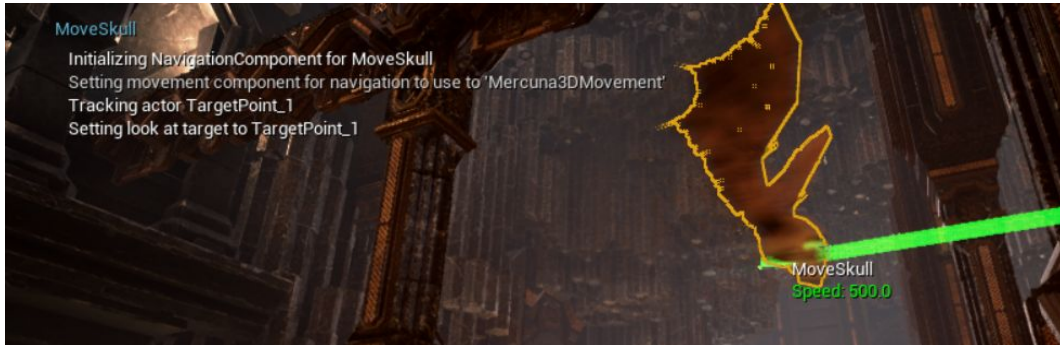 MoveSkull
Initializing NavigationComponent for MoveSkull
Setting movement component for navigation to use to 'Mercuna3DMovement'
Tracking actor TargetPoint_1
Setting look at target to TargetPoint_1
MoveSkull
Speed: 500.0